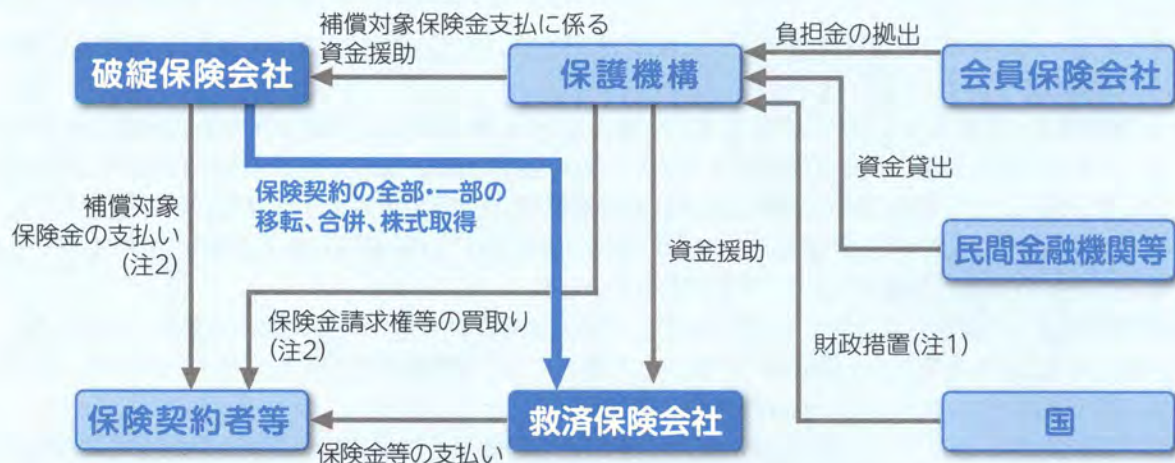 補償対象保険金支払に係る
資金援助
負担金の拠出
破綻保険会社
保護機構
会員保険会社
資金貸出
保険契約の全部・一部の
移転、合併、株式取得
補償対象
保険金の支払い
(注2)
資金援助
民間金融機関等
保険金請求権等の買取り
(注2)
財政措置(注1)
保険契約者等
救済保険会社
国
保険金等の支払い